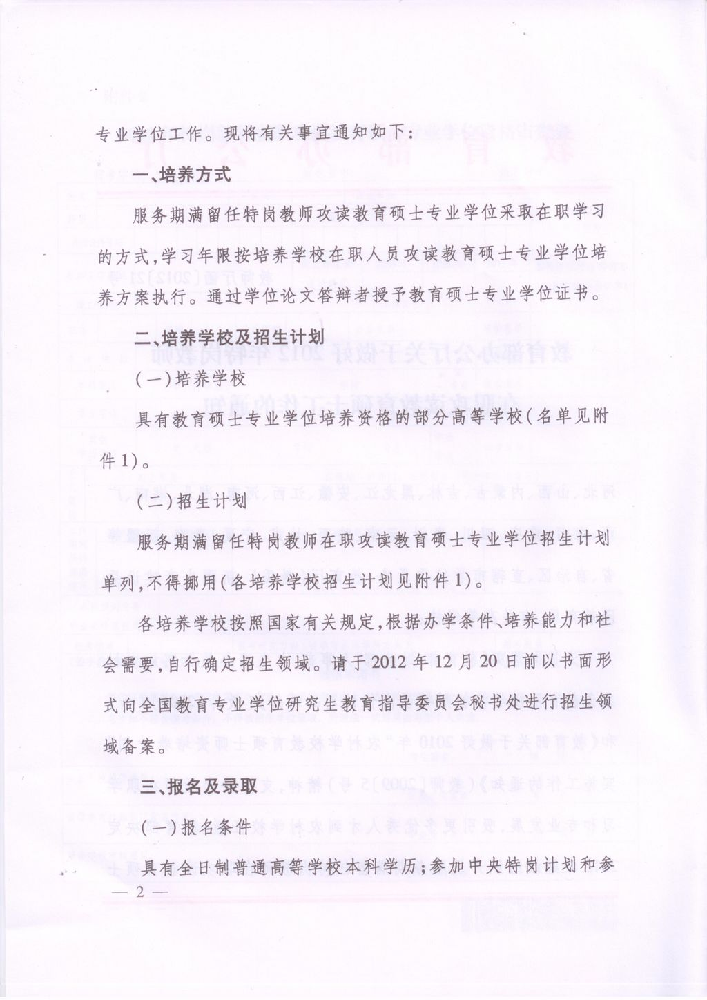 专业学位工作。现将有关事宜通知如下：
一、培养方式
服务期满留任特岗教师攻读教育硕士专业学位采取在职学习
的方式，学习年限按培养学校在职人员攻读教育硕士专业学位培
养方案执行。通过学位论文答辩者授予教育硕士专业学位证书。
二、培养学校及招生计划
（一）培养学校
具有教育硕士专业学位培养资格的部分高等学校（名单见附
件1）。
（二）招生计划
服务期满留任特岗教师在职攻读教育硕士专业学位招生计划
单列，不得挪用（各培养学校招生计划见附件1）。
各培养学校按照国家有关规定，根据办学条件、培养能力和社
会需要，自行确定招生领域。请于2012年12月20日前以书面形
式向全国教育专业学位研究生教育指导委员会秘书处进行招生领
域备案。
三、报名及录取
（一）报名条件
具有全日制普通高等学校本科学历；参加中央特岗计划和参
— 2 —